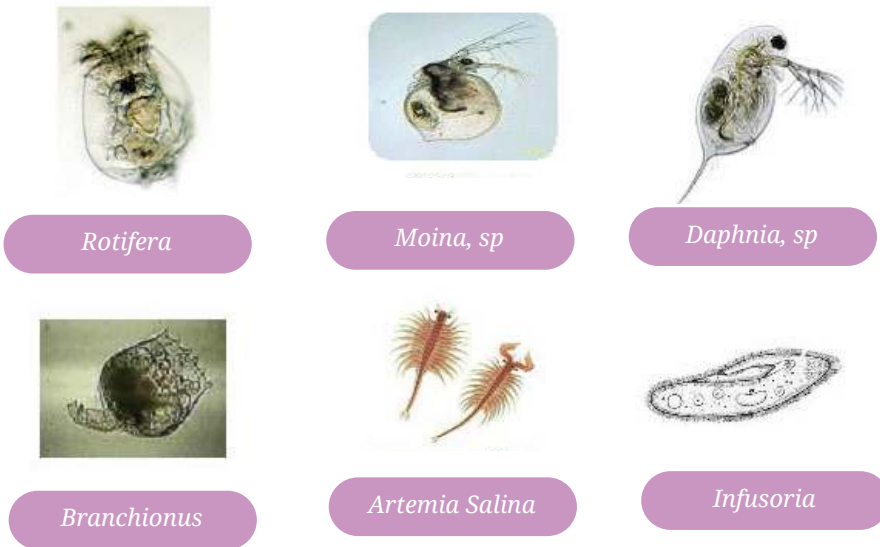 Rotifera
Moina, sp
Daphnia, sp
Branchionus
Artemia Salina
Infusoria